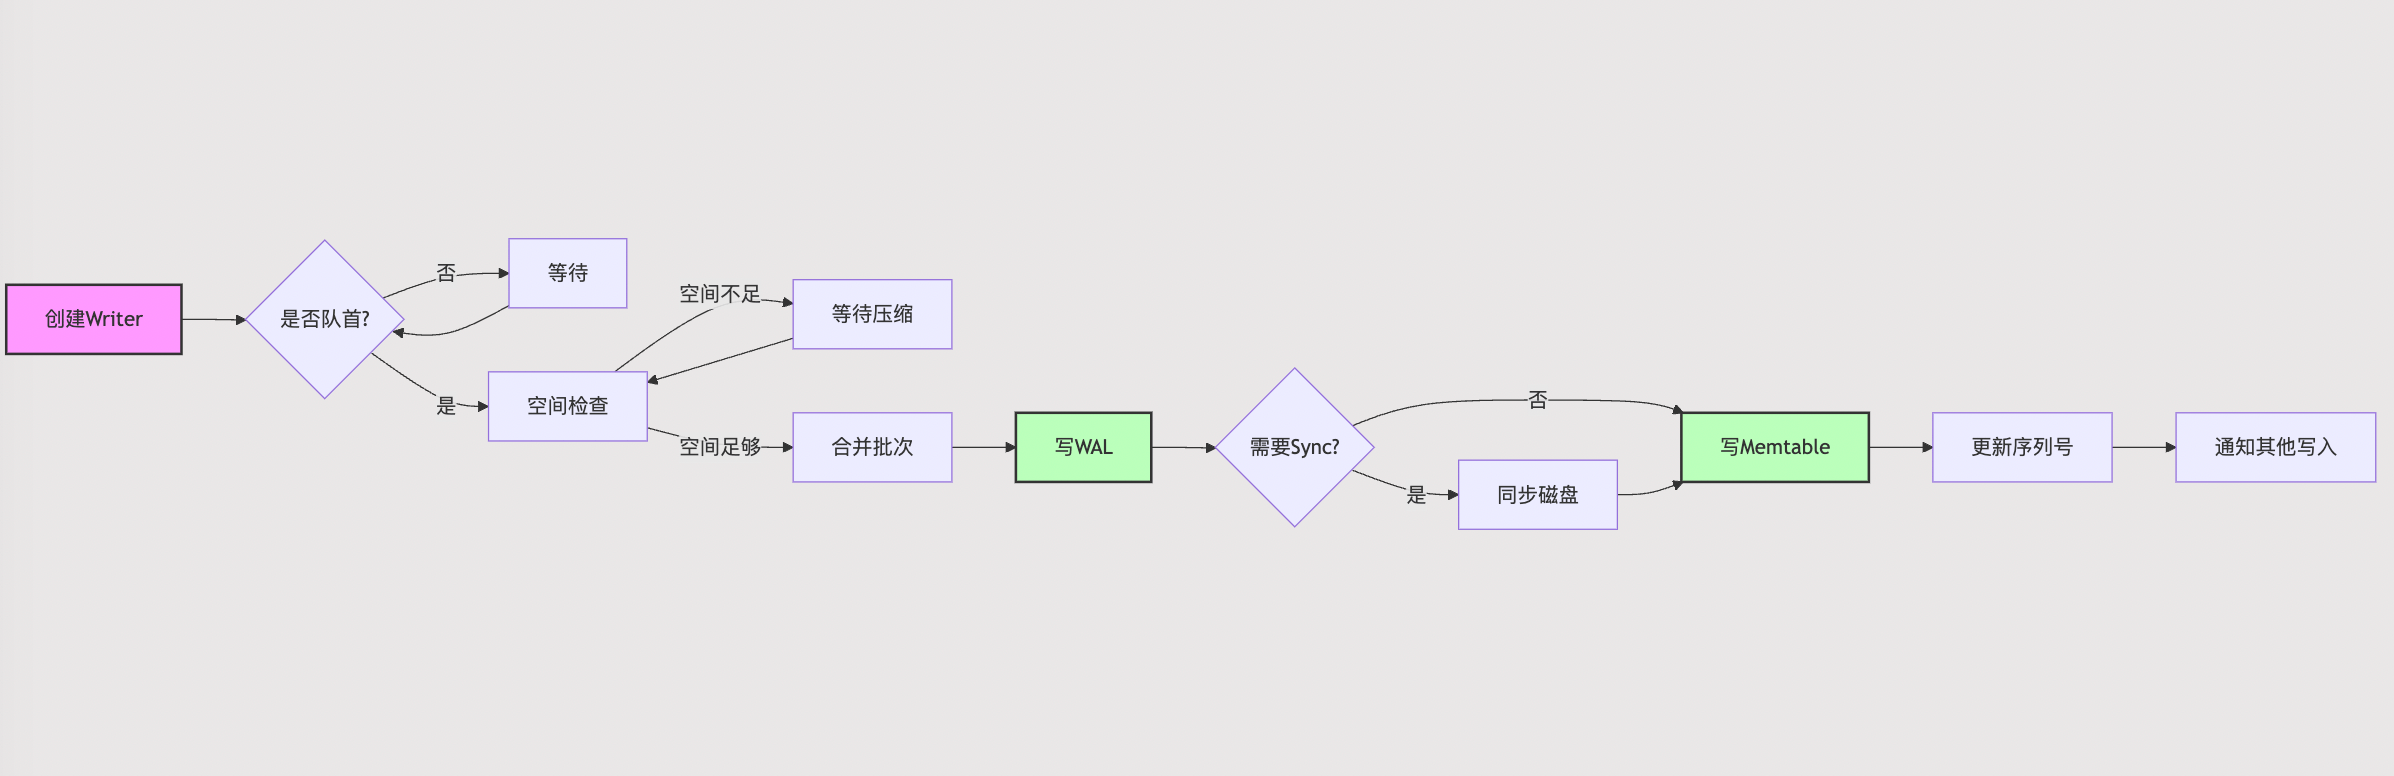 创建Writer
是否队首?
否
等待
是
空间检查
空间不足
等待压缩
空间足够
合并批次
写WAL
需要Sync?
否
是
同步磁盘
写Memtable
更新序列号
通知其他写入